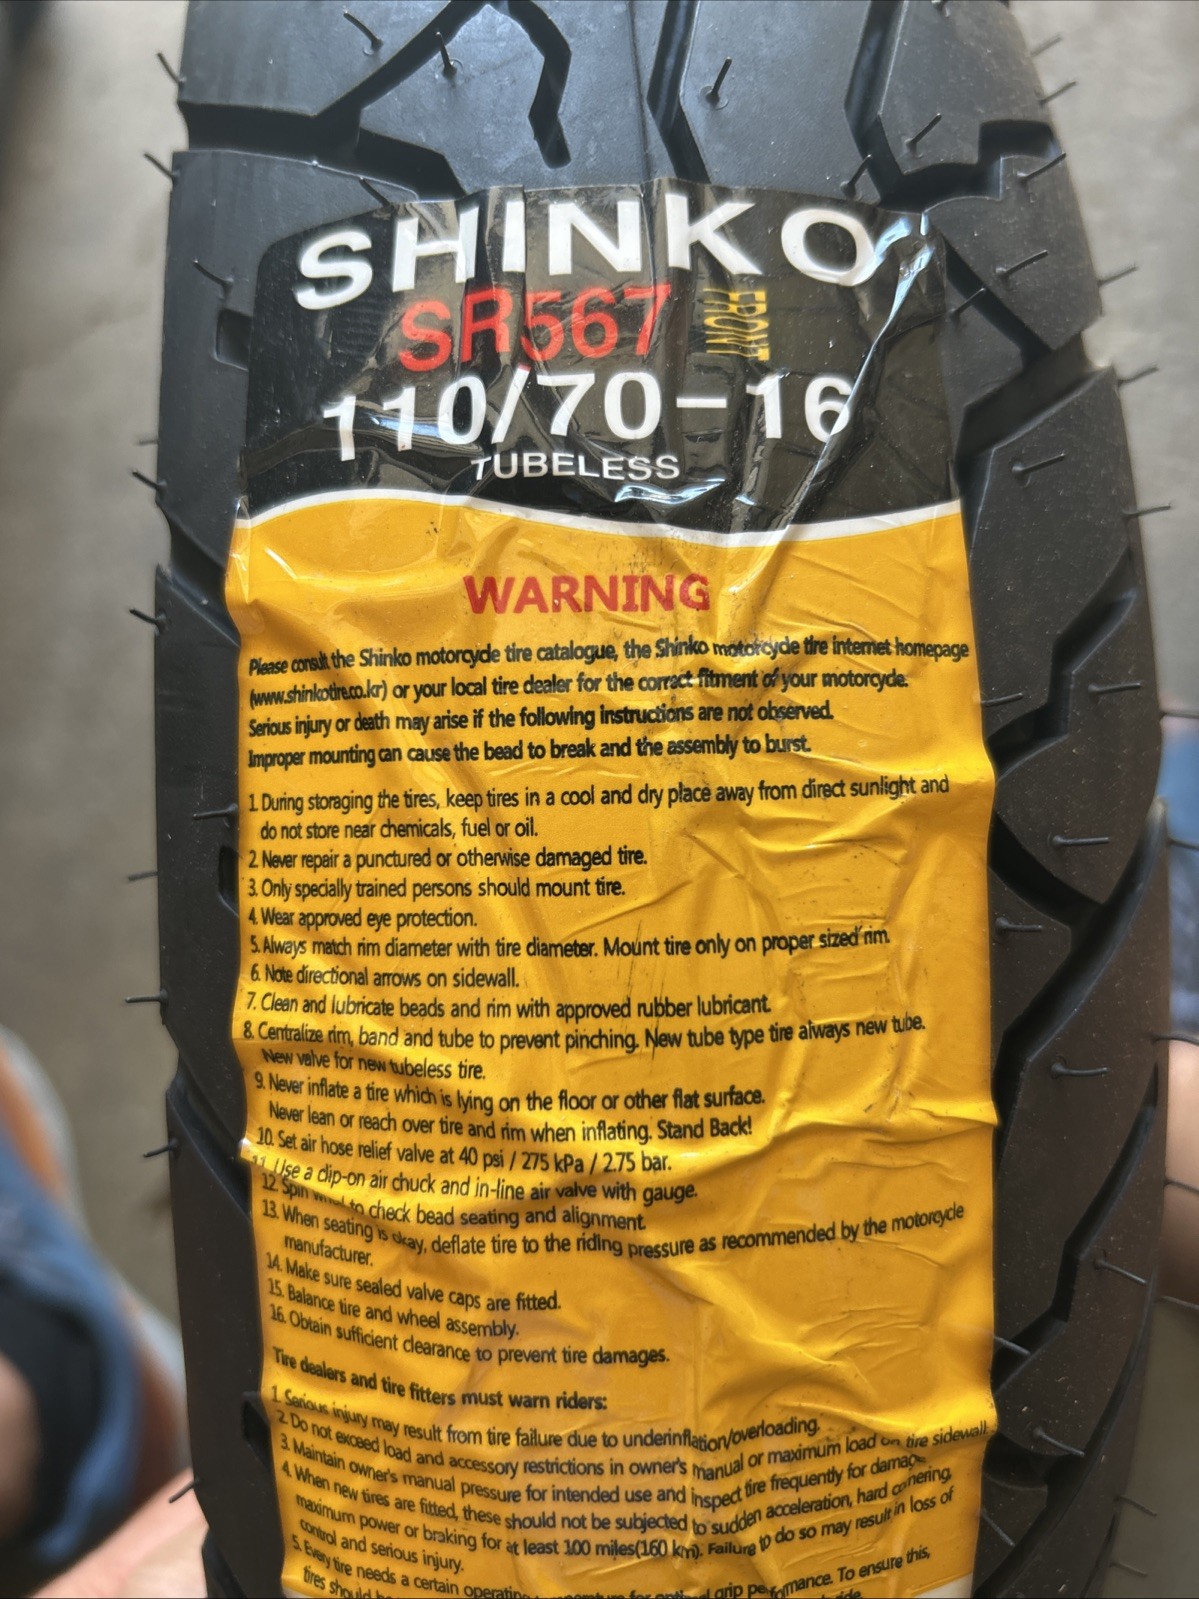 SHINKO
SR567 FRONT
110/70-16
TUBELESS
WARNING
Please consult the Shinko motorcycle tire catalogue, the Shinko motorcycle tire internet homepage
(www.shinkotire.co.kr) or your local tire dealer for the correct fitment of your motorcycle.
Serious injury or death may arise if the following instructions are not observed.
Improper mounting can cause the bead to break and the assembly to burst.
1. During storaging the tires, keep tires in a cool and dry place away from direct sunlight and
do not store near chemicals, fuel or oil.
2. Never repair a punctured or otherwise damaged tire.
3. Only specially trained persons should mount tire.
4. Wear approved eye protection.
5. Always match rim diameter with tire diameter. Mount tire only on proper sized rim.
6. Note directional arrows on sidewall.
7. Clean and lubricate beads and rim with approved rubber lubricant.
8. Centralize rim, band and tube to prevent pinching. New tube type tire always new tube.
New valve for new tubeless tire.
9. Never inflate a tire which is lying on the floor or other flat surface.
Never lean or reach over tire and rim when inflating. Stand Back!
10. Set air hose relief valve at 40 psi / 275 kPa / 2.75 bar.
11. Use a clip-on air chuck and in-line air valve with gauge.
12. Spin wheel to check bead seating and alignment.
13. When seating is okay, deflate tire to the riding pressure as recommended by the motorcycle
manufacturer.
14. Make sure sealed valve caps are fitted.
15. Balance tire and wheel assembly.
16. Obtain sufficient clearance to prevent tire damages.
Tire dealers and tire fitters must warn riders:
1. Serious injury may result from tire failure due to underinflation/overloading.
2. Do not exceed load and accessory restrictions in owner's manual or maximum load on tire sidewall.
3. Maintain owner's manual pressure for intended use and inspect tire frequently for damage.
4. When new tires are fitted, these should not be subjected to sudden acceleration, hard cornering,
maximum power or braking for at least 100 miles(160 km). Failure to do so may result in loss of
control and serious injury.
5. Every tire needs a certain operating temperature for optimal grip performance. To ensure this,
tires should